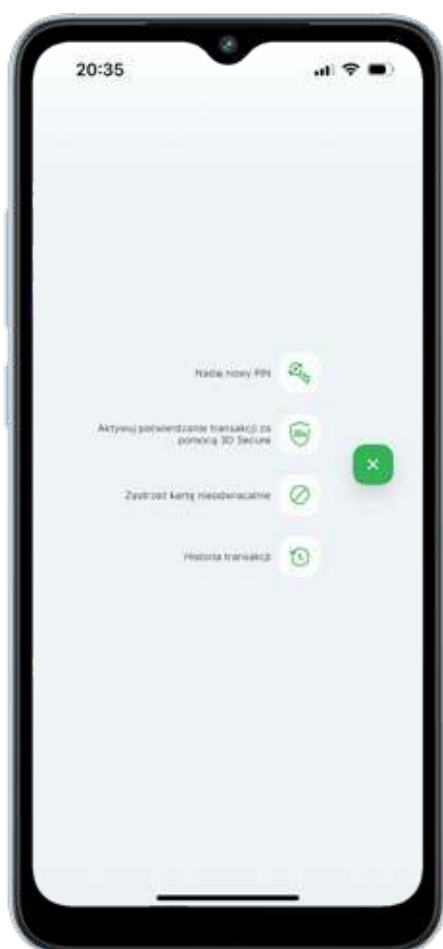 20:35
Nadaj nowy PIN
Aktywuj potwierdzanie transakcji za
pomocą 3D Secure
Zastrzeż kartę nieodwracalnie
Historia transakcji